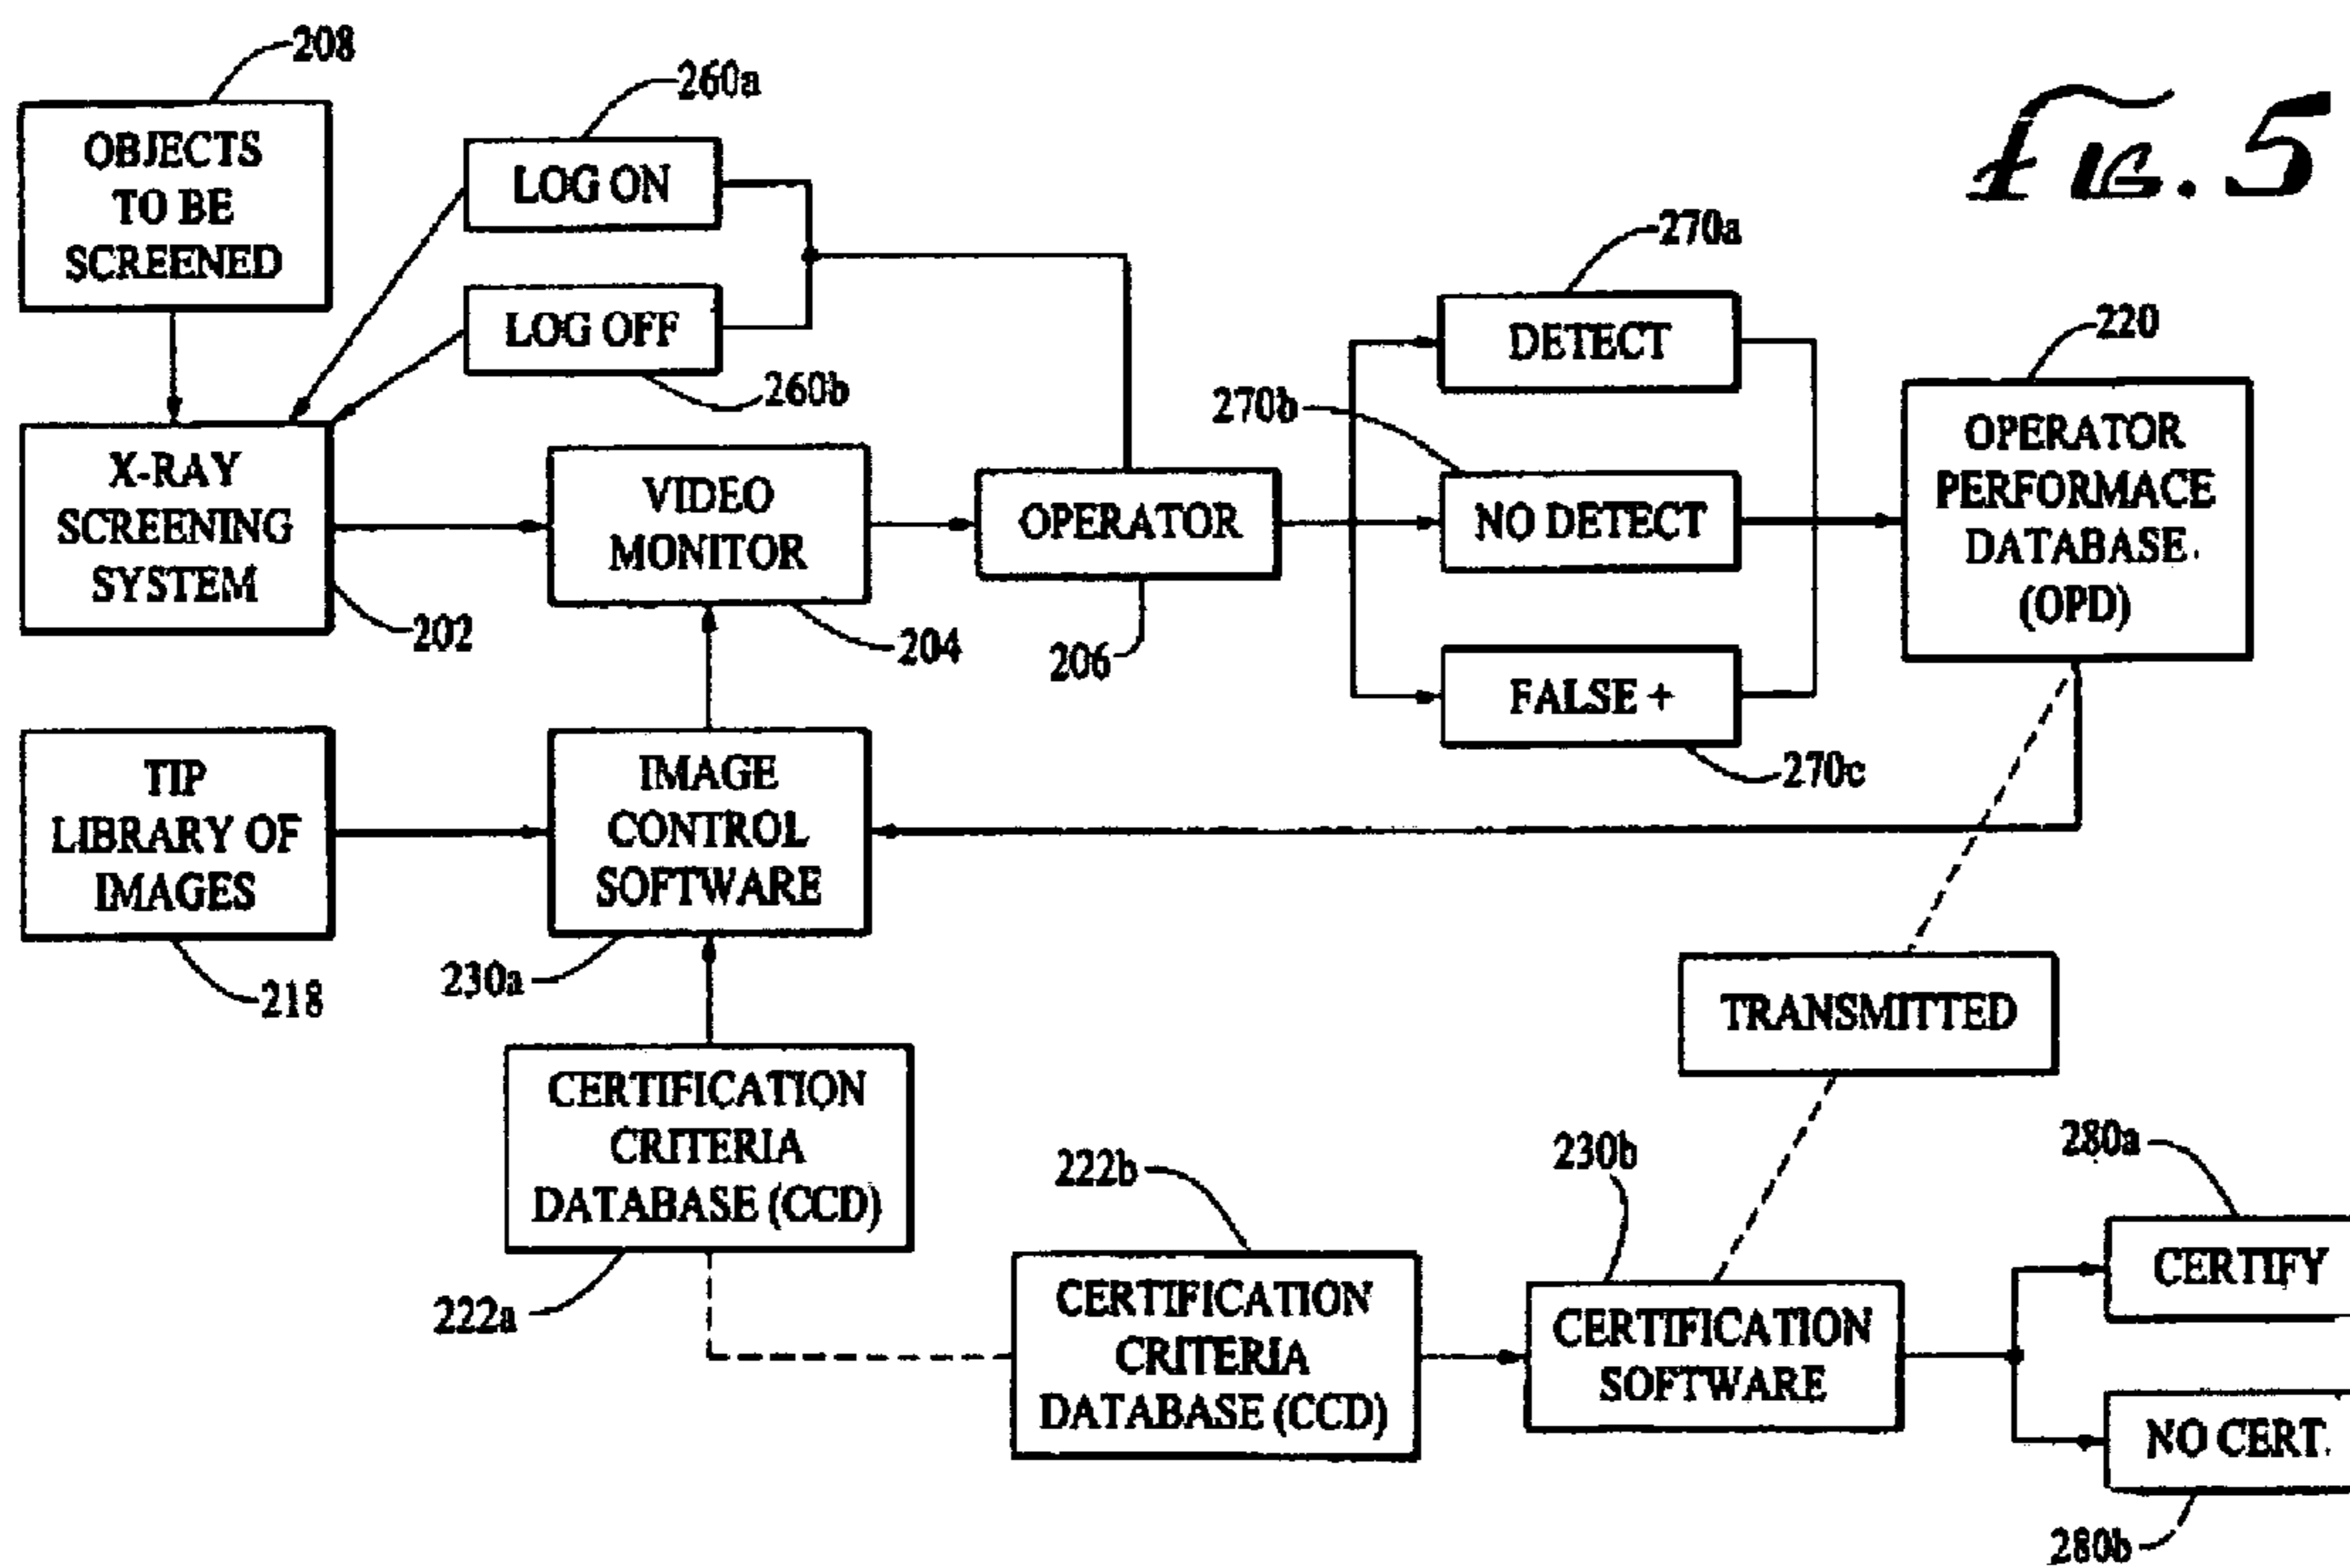 208
260a
FIG. 5
OBJECTS
TO BE
SCREENED
LOG ON
LOG OFF
260b
270a
DETECT
270b
NO DETECT
FALSE +
270c
220
OPERATOR
PERFORMACE
DATABASE.
(OPD)
X-RAY
SCREENING
SYSTEM
202
VIDEO
MONITOR
204
OPERATOR
206
TIP
LIBRARY OF
IMAGES
218
IMAGE
CONTROL
SOFTWARE
230a
TRANSMITTED
CERTIFICATION
CRITERIA
DATABASE (CCD)
222a
222b
CERTIFICATION
CRITERIA
DATABASE (CCD)
230b
CERTIFICATION
SOFTWARE
280a
CERTIFY
NO CERT.
280b